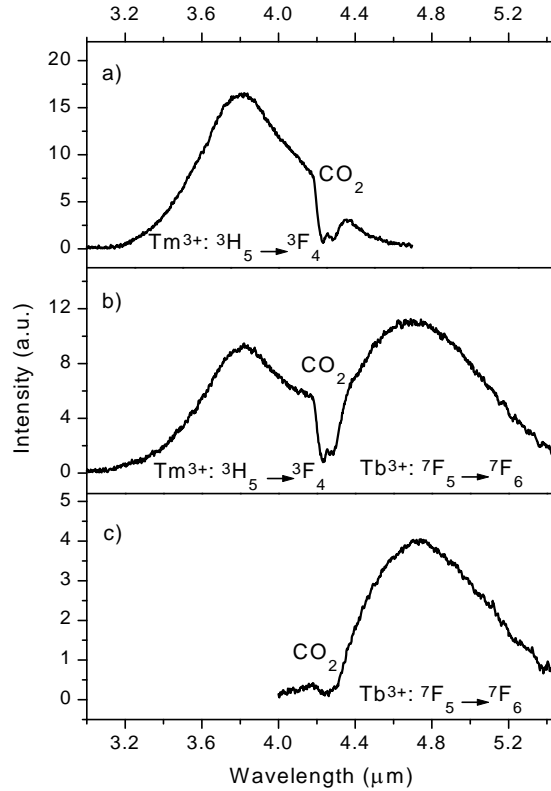 3.2 3.6 4.0 4.4 4.8 5.2
20
15
10
5
0
a)
CO2
Tm3+: 3H5 → 3F4
12
8
4
0
b)
CO2
Tm3+: 3H5 → 3F4
Tb3+: 7F5 → 7F6
Intensity (a.u.)
5
4
3
2
1
0
c)
CO2
Tb3+: 7F5 → 7F6
3.2 3.6 4.0 4.4 4.8 5.2
Wavelength (μm)